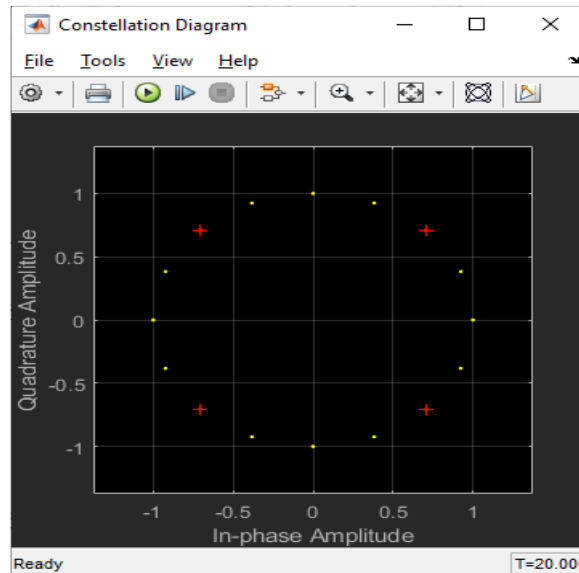 Constellation Diagram
File Tools View Help
1
0.5
0
-0.5
-1
Quadrature Amplitude
-1 -0.5 0 0.5 1
In-phase Amplitude
Ready T=20.00